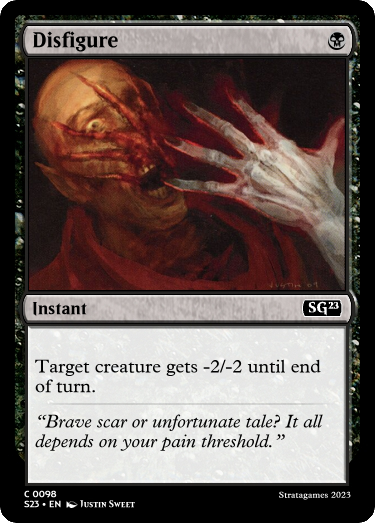 Disfigure
Instant
SG23
Target creature gets -2/-2 until end
of turn.
“Brave scar or unfortunate tale? It all
depends on your pain threshold.”
C 0098
S23 • EN Justin Sweet
Stratagames 2023